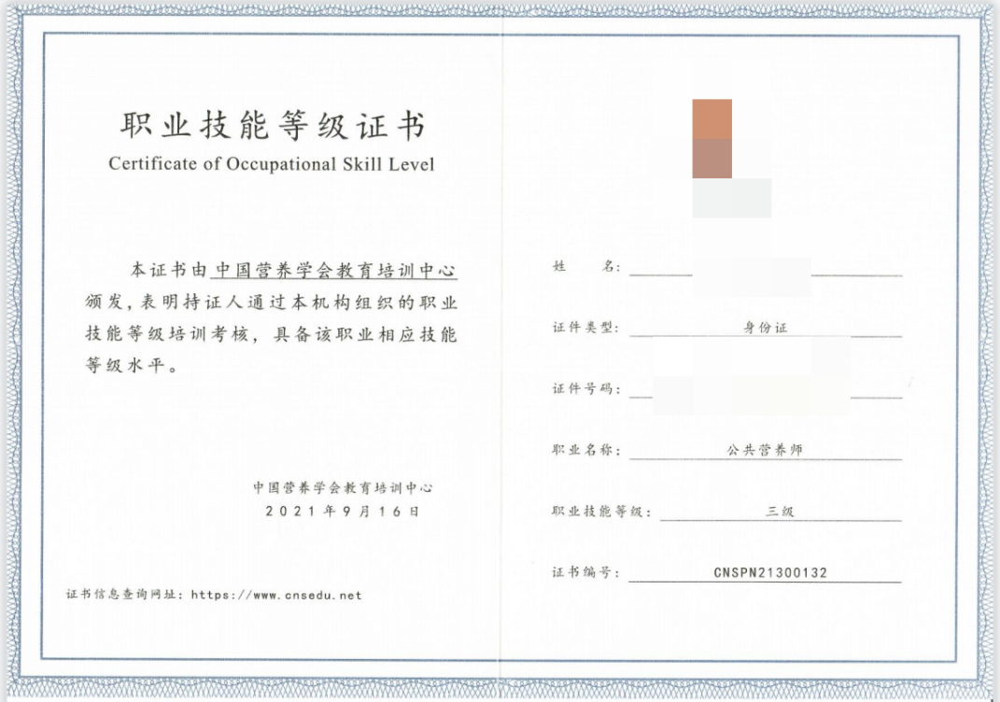 职业技能等级证书
Certificate of Occupational Skill Level
本证书由中国营养学会教育培训中心
颁发，表明持证人通过本机构组织的职业
技能等级培训考核，具备该职业相应技能
等级水平。
中国营养学会教育培训中心
2021年9月16日
证书信息查询网址：https://www.cnsedu.net
姓 名：
证件类型：身份证
证件号码：
职业名称：公共营养师
职业技能等级：三级
证书编号：CNSPN21300132